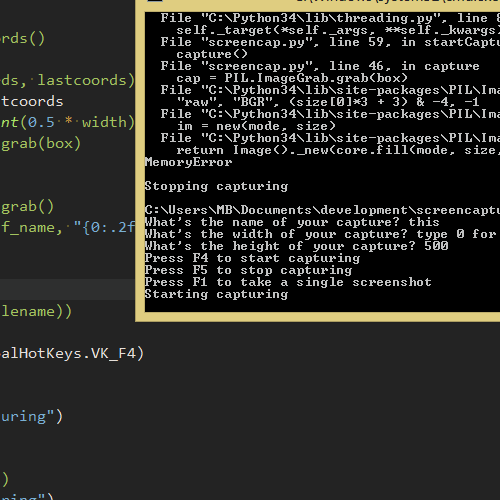 ords()
ds, lastcoords)
tcoords
nt(0.5 * width)
grab(box)
grab()
f_name, "{0:.2f
lename))
alHotKeys.VK_F4)
uring")
)
ring")
File "C:\Python34\lib\threading.py", line
self._target(*self._args, **self._kwargs)
File "screencap.py", line 59, in startCaptu
capture()
File "screencap.py", line 46, in capture
cap = PIL.ImageGrab.grab(box)
File "C:\Python34\lib\site-packages\PIL\Ima
"raw", "BGR", (size[0]*3 + 3) & -4, -1
File "C:\Python34\lib\site-packages\PIL\Ima
im = new(mode, size)
File "C:\Python34\lib\site-packages\PIL\Ima
return Image()._new(core.fill(mode, size,
MemoryError
Stopping capturing
C:\Users\MB\Documents\development\screencaptu
What's the name of your capture? this
What's the width of your capture? type 0 for
What's the height of your capture? 500
Press F4 to start capturing
Press F5 to stop capturing
Press F1 to take a single screenshot
Starting capturing